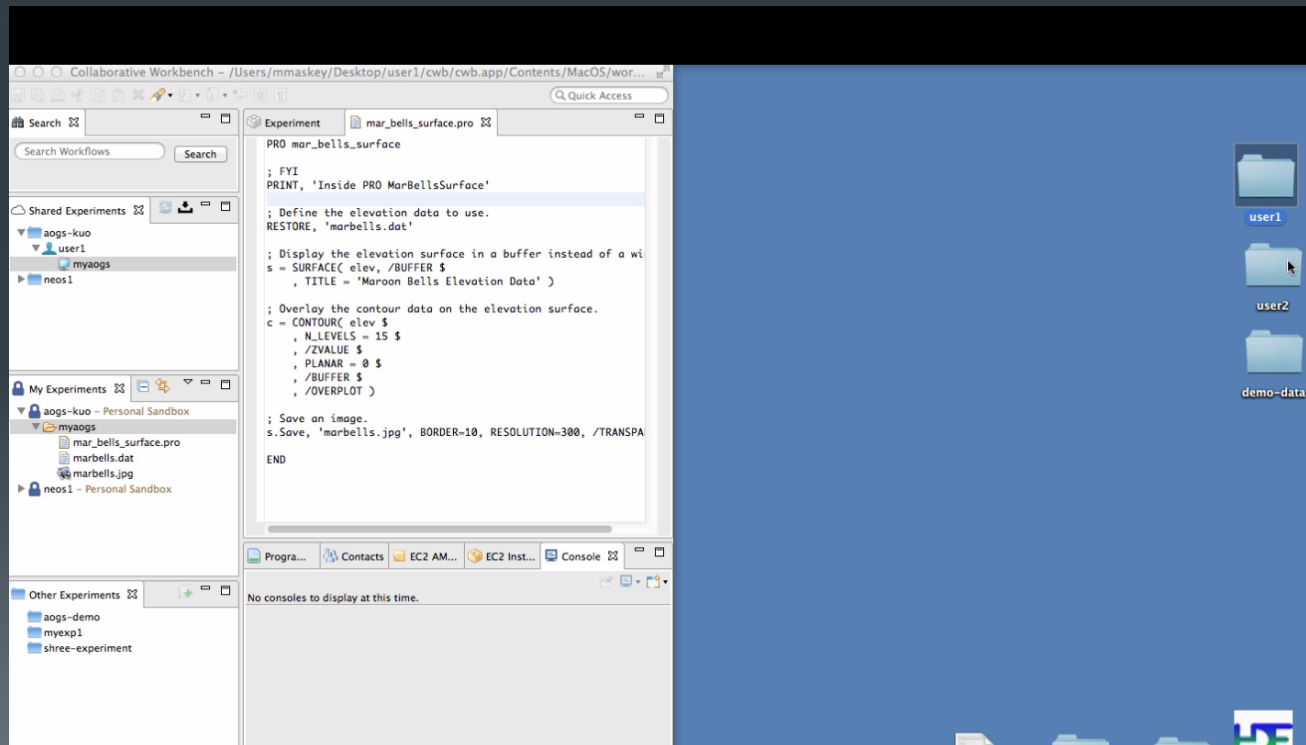 Collaborative Workbench – /Users/mmaskey/Desktop/user1/cwb/cwb.app/Contents/MacOS/wor...
Quick Access
Search
Search Workflows
Search
Shared Experiments
aogs-kuo
user1
myaogs
neos1
My Experiments
aogs-kuo – Personal Sandbox
myaogs
mar_bells_surface.pro
marbells.dat
marbells.jpg
neos1 – Personal Sandbox
Other Experiments
aogs-demo
myexp1
shree-experiment
Experiment
mar_bells_surface.pro
PRO mar_bells_surface
; FYI
PRINT, 'Inside PRO MarBellsSurface'
; Define the elevation data to use.
RESTORE, 'marbells.dat'
; Display the elevation surface in a buffer instead of a wi
s = SURFACE( elev, /BUFFER $
, TITLE = 'Maroon Bells Elevation Data' )
; Overlay the contour data on the elevation surface.
c = CONTOUR( elev $
, N_LEVELS = 15 $
, /ZVALUE $
, PLANAR = 0 $
, /BUFFER $
, /OVERPLOT )
; Save an image.
s.Save, 'marbells.jpg', BORDER=10, RESOLUTION=300, /TRANSPA
END
Progra...
Contacts
EC2 AM...
EC2 Inst...
Console
No consoles to display at this time.
user1
user2
demo-data
HDF